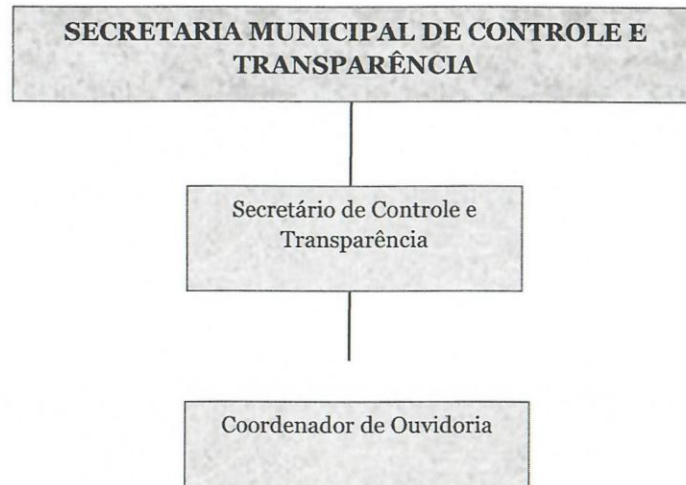 SECRETARIA MUNICIPAL DE CONTROLE E
TRANSPARÊNCIA
Secretário de Controle e
Transparência
Coordenador de Ouvidoria